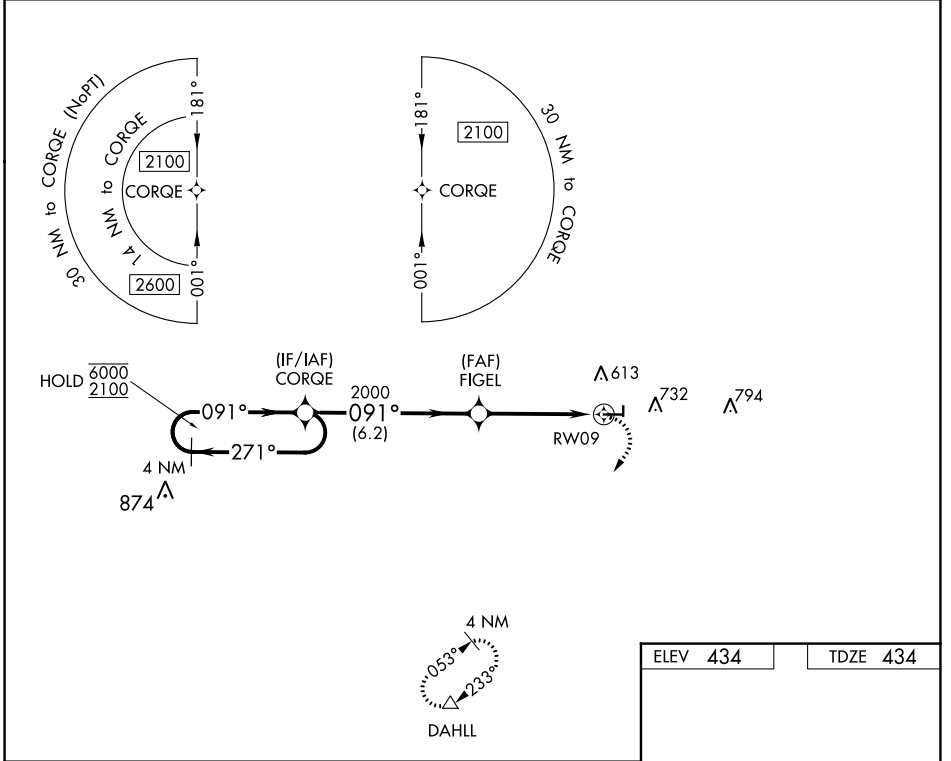 30 NM to CORQE (NoPT)
14 NM to CORQE
181°
2100
CORQE
2600
001°
181°
2100
CORQE
001°
30 NM to CORQE
HOLD 6000
2100
(IF/IAF)
CORQE
091°
271°
4 NM
874
2000
091°
(6.2)
(FAF)
FIGEL
RW09
613
732
794
4 NM
053°
233°
DAHLL
ELEV 434
TDZE 434